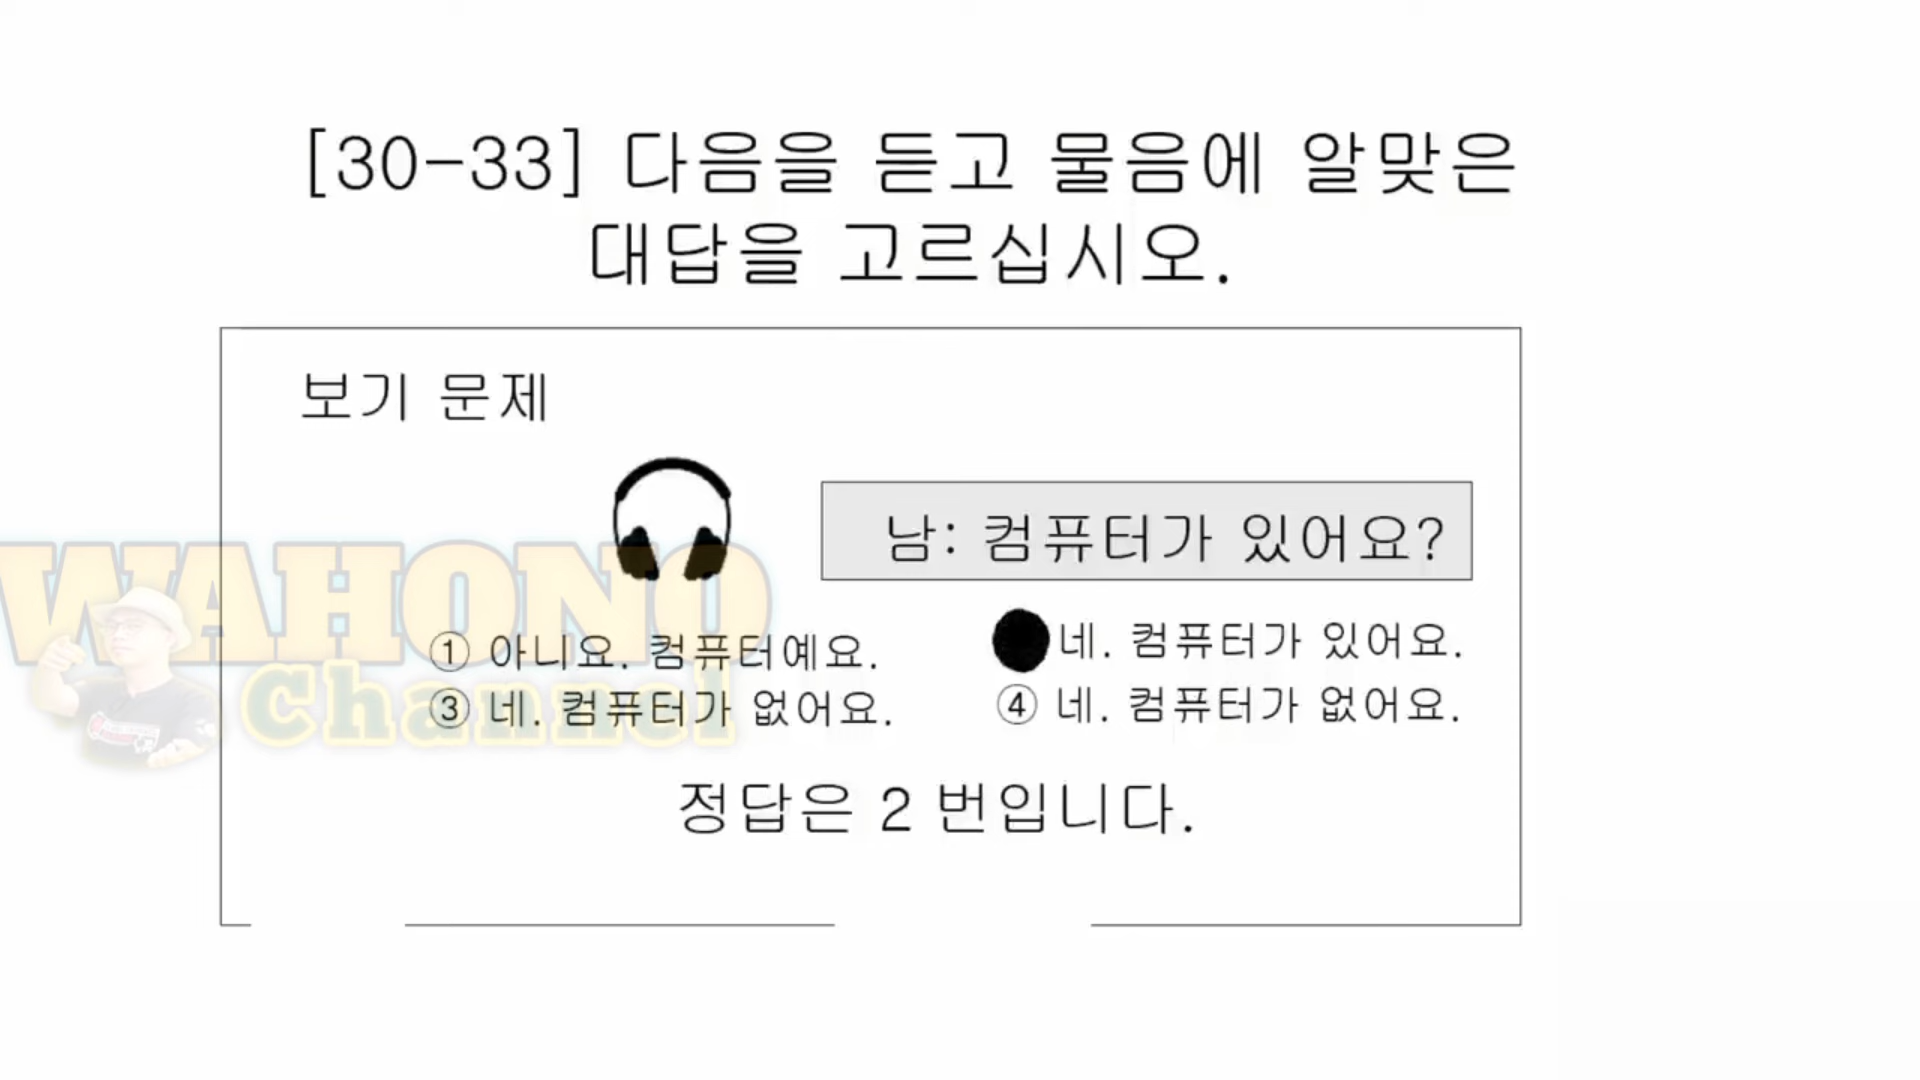 [30-33] 다음을 듣고 물음에 알맞은
대답을 고르십시오.
보기 문제
남: 컴퓨터가 있어요?
① 아니요. 컴퓨터예요.
네. 컴퓨터가 있어요.
③ 네. 컴퓨터가 없어요.
④ 네. 컴퓨터가 없어요.
정답은 2 번입니다.
WAHONO
Channel